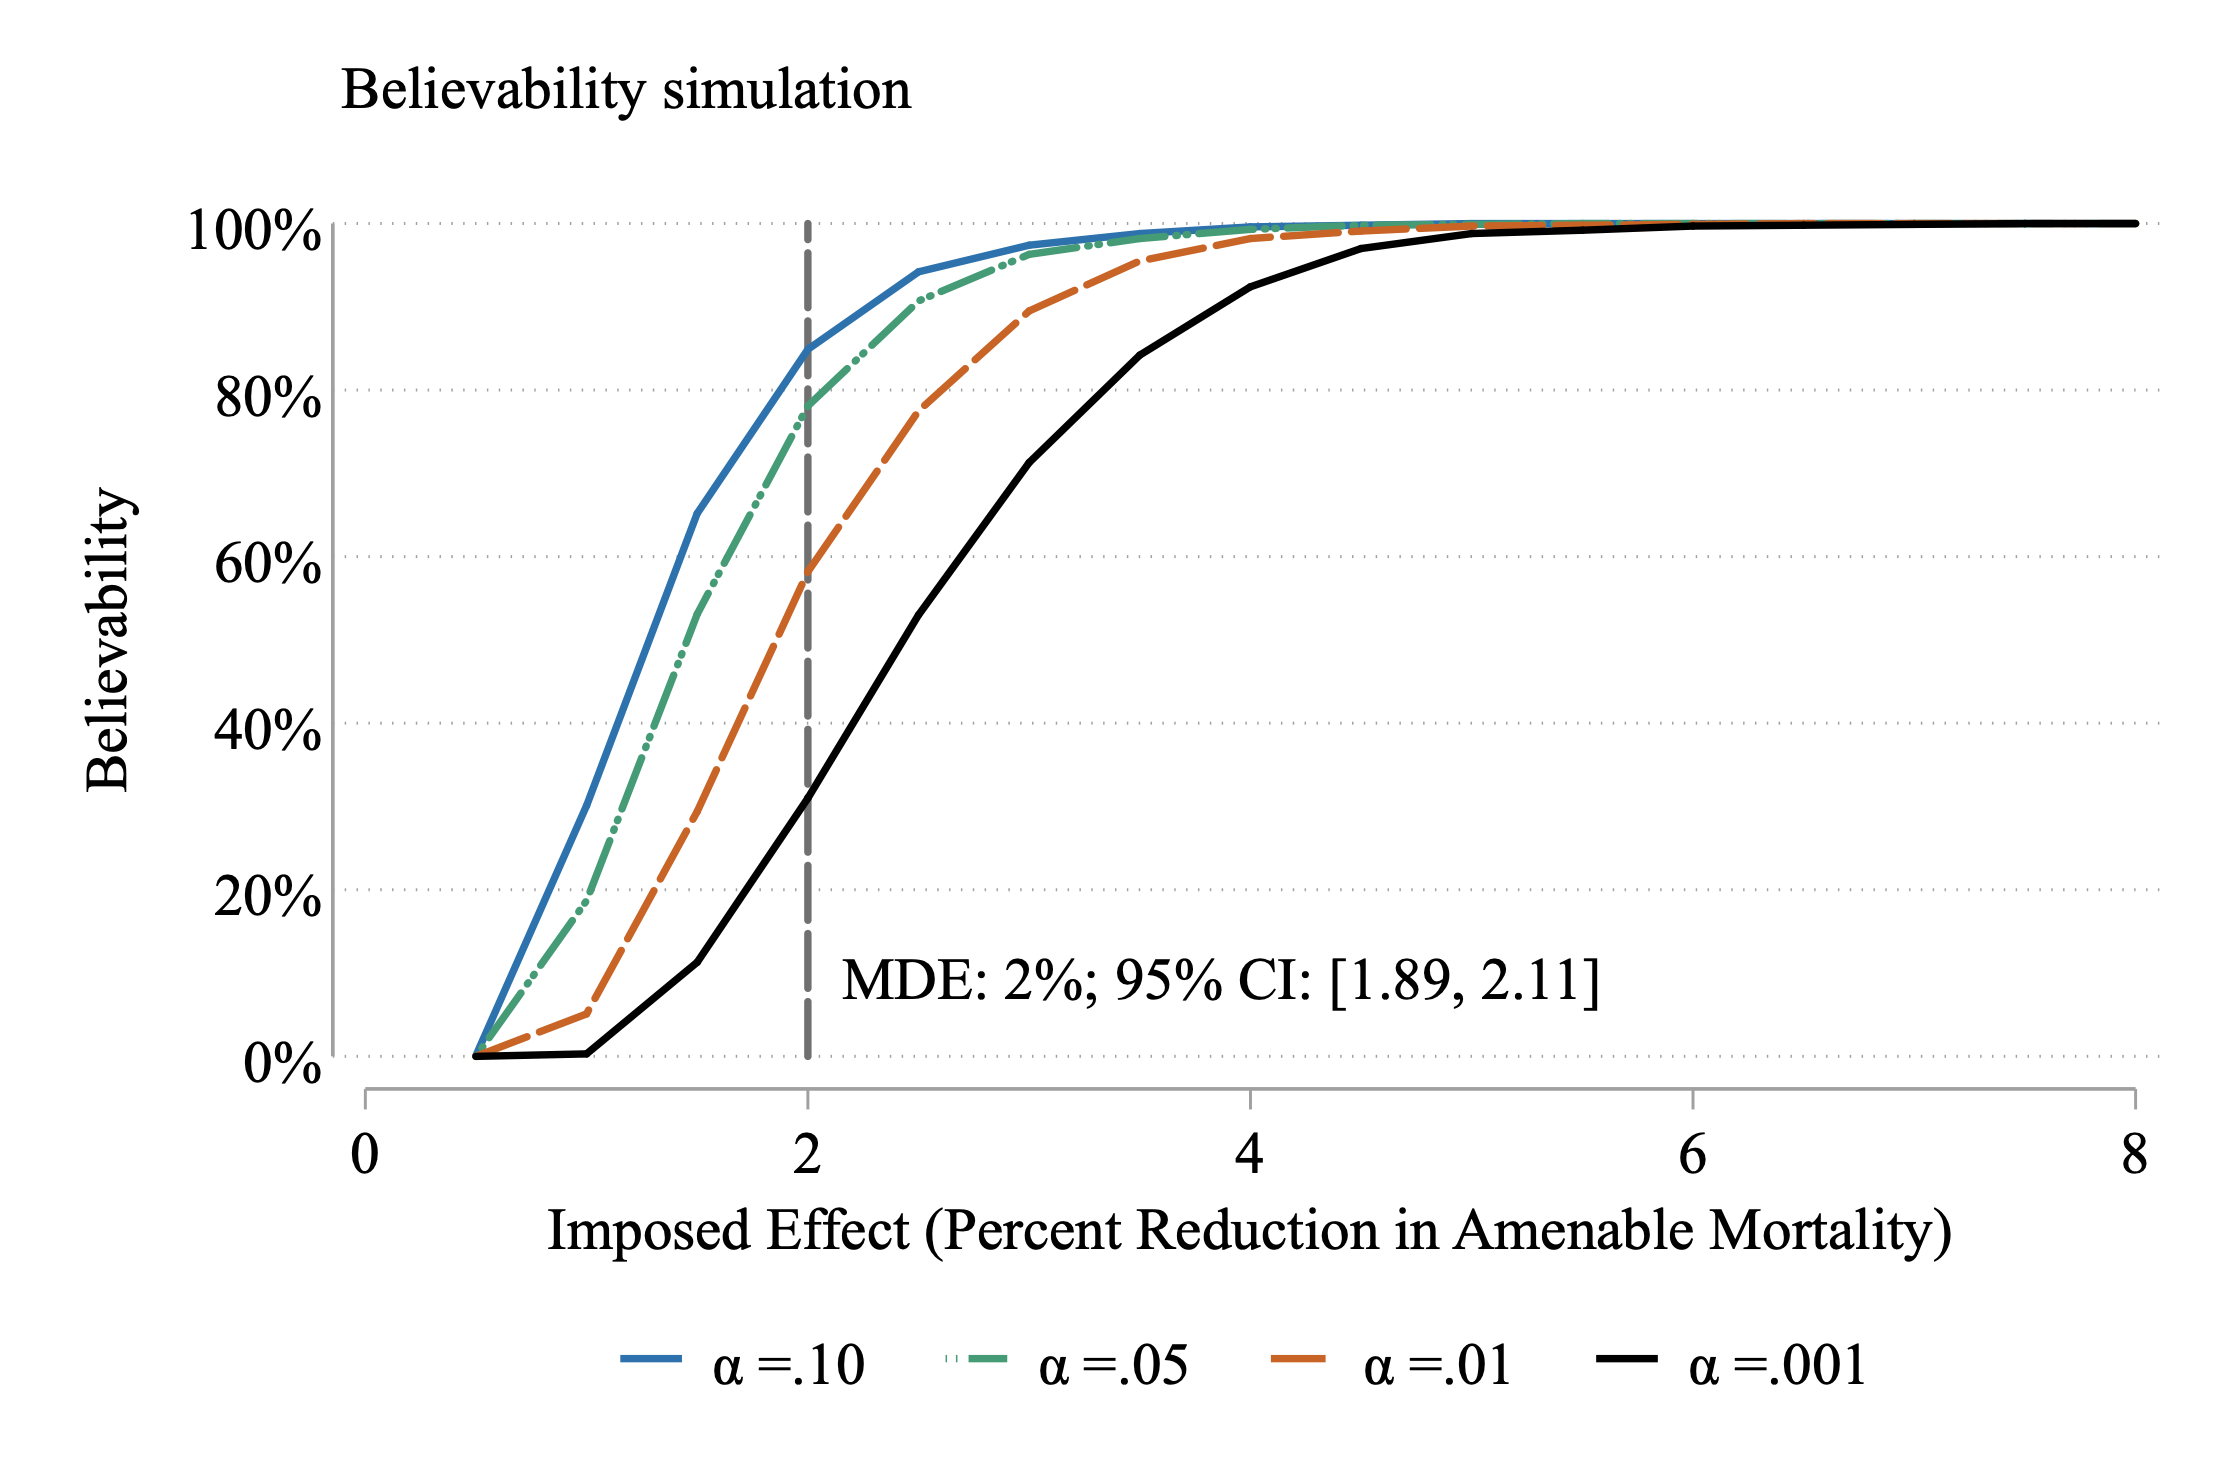 Believability simulation
100%
80%
60%
40%
20%
0%
Believability
MDE: 2%; 95% CI: [1.89, 2.11]
0 2 4 6 8
Imposed Effect (Percent Reduction in Amenable Mortality)
α =.10 α =.05 α =.01 α =.001